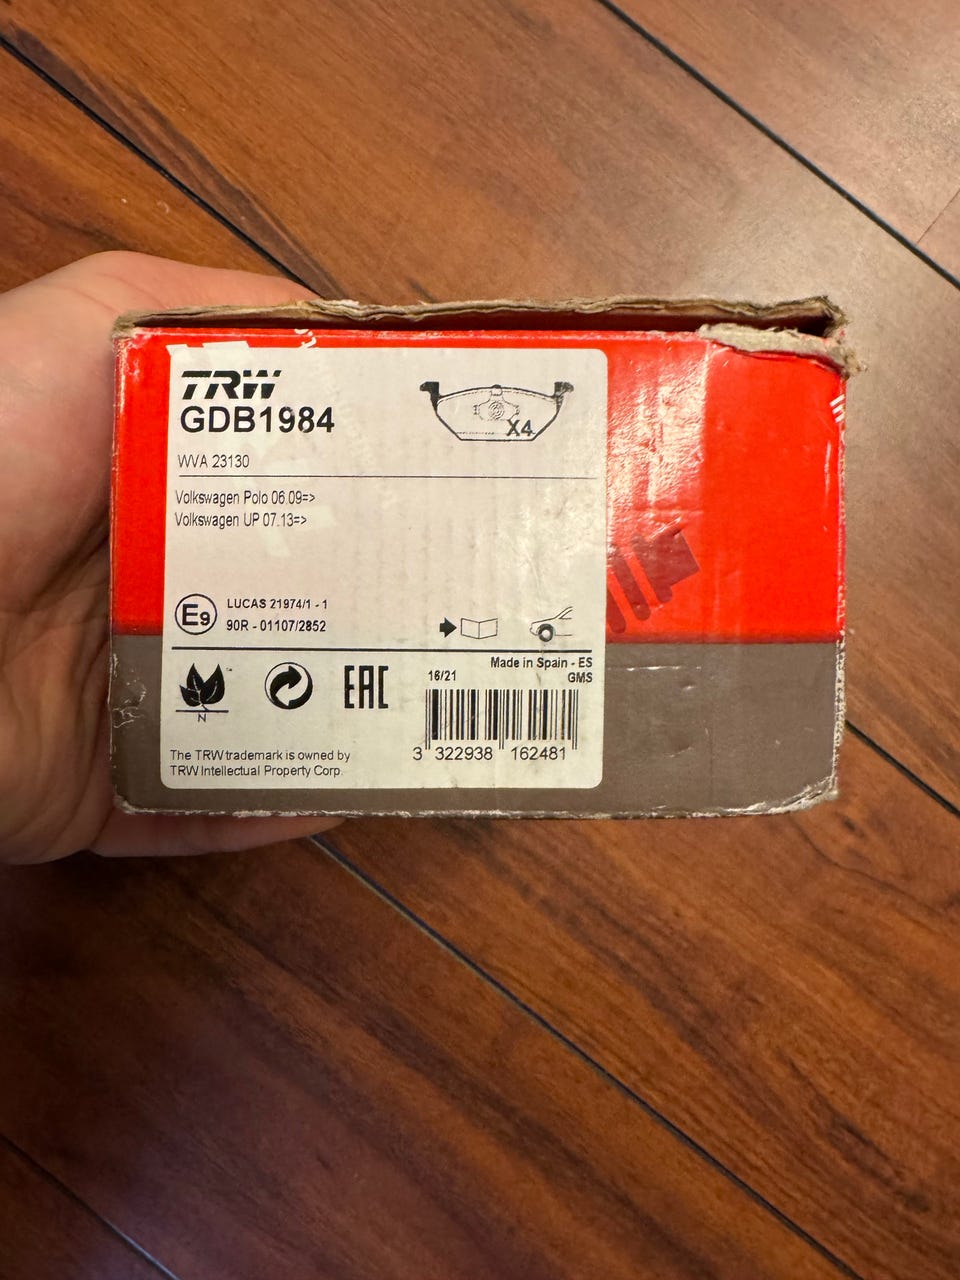 TRW
GDB1984
X4
WVA 23130
Volkswagen Polo 06.09=>
Volkswagen UP 07.13=>
E9
LUCAS 21974/1 - 1
90R - 01107/2852
Made in Spain - ES
16/21
GMS
N
EAC
3 322938 162481
The TRW trademark is owned by
TRW Intellectual Property Corp.